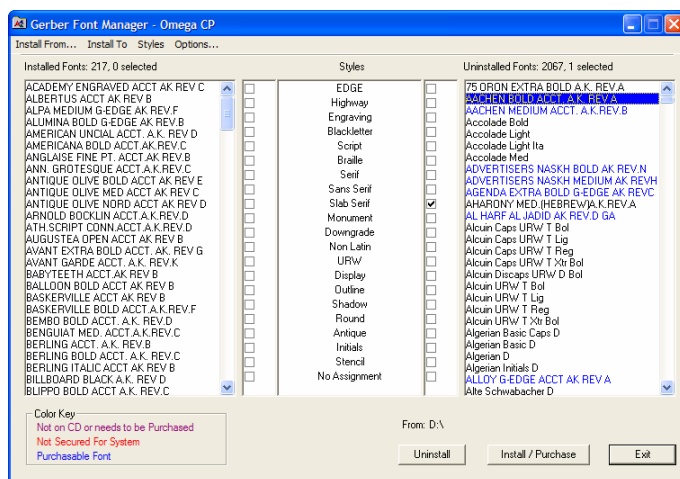 Gerber Font Manager - Omega CP
Install From... Install To Styles Options...
Installed Fonts: 217, 0 selected
ACADEMY ENGRAVED ACCT AK REV C
ALBERTUS ACCT AK REV B
ALPA MEDIUM G-EDGE AK REV.F
ALUMINA BOLD G-EDGE AK REV.B
AMERICAN UNCIAL ACCT. A.K. REV D
AMERICANA BOLD ACCT.AK.REV.C
ANGLAISE FINE PT. ACCT.AK REV.B
ANN. GROTESQUE ACCT.A.K.REV.C
ANTIQUE OLIVE BOLD ACCT AK REV E
ANTIQUE OLIVE MED ACCT AK REV C
ANTIQUE OLIVE NORD ACCT AK REV D
ARNOLD BOCKLIN ACCT.A.K.REV.D
ATH.SCRIPT CONN.ACCT.A.K.REV.D
AUGUSTEA OPEN ACCT AK REV B
AVANT EXTRA BOLD ACCT. AK. REV G
AVANT GARDE ACCT. A.K. REV.K
BABYTEETH ACCT.AK REV B
BALLOON BOLD ACCT AK REV B
BASKERVILLE ACCT AK REV B
BASKERVILLE BOLD ACCT.A.K.REV.F
BEMBO BOLD ACCT. A.K. REV.D
BENGUIAT MED. ACCT.A.K.REV.C
BERLING ACCT. A.K. REV.B
BERLING BOLD ACCT. A.K. REV.C
BERLING ITALIC ACCT AK REV B
BILLBOARD BLACK A.K. REV D
BLIPPO BOLD ACCT A.K. REV.C
Styles
EDGE
Highway
Engraving
Blackletter
Script
Braille
Serif
Sans Serif
Slab Serif
Monument
Downgrade
Non Latin
URW
Display
Outline
Shadow
Round
Antique
Initials
Stencil
No Assignment
Uninstalled Fonts: 2067, 1 selected
75 ORON EXTRA BOLD A.K. REV.A
AACHEN BOLD ACCT. A.K. REV A
AACHEN MEDIUM ACCT. A.K.REV.B
Accolade Bold
Accolade Light
Accolade Light Ita
Accolade Med
ADVERTISERS NASKH BOLD AK REV.N
ADVERTISERS NASKH MEDIUM AK REVH
AGENDA EXTRA BOLD G-EDGE AK REVC
AHARONY MED.(HEBREW)A.K.REV.A
AL HARF AL JADID AK REV.D GA
Alcuin Caps URW T Bol
Alcuin Caps URW T Lig
Alcuin Caps URW T Reg
Alcuin Caps URW T Xtr Bol
Alcuin Discaps URW D Bol
Alcuin URW T Bol
Alcuin URW T Lig
Alcuin URW T Reg
Alcuin URW T Xtr Bol
Algerian Basic Caps D
Algerian Basic D
Algerian D
Algerian Initials D
ALLOY G-EDGE ACCT AK REV A
Alte Schwabacher D
Color Key
Not on CD or needs to be Purchased
Not Secured For System
Purchasable Font
From: D:\
Uninstall
Install / Purchase
Exit